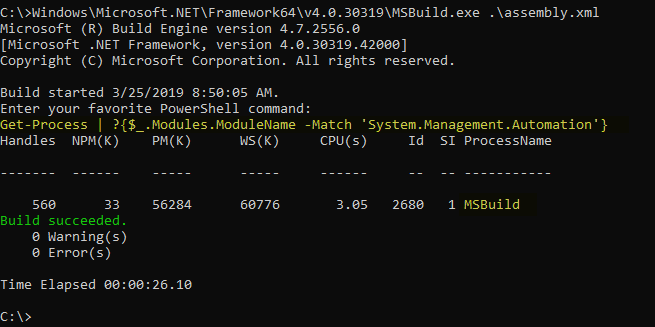 C:\>Windows\Microsoft.NET\Framework64\v4.0.30319\MSBuild.exe .\assembly.xml
Microsoft (R) Build Engine version 4.7.2556.0
[Microsoft .NET Framework, version 4.0.30319.42000]
Copyright (C) Microsoft Corporation. All rights reserved.
Build started 3/25/2019 8:50:05 AM.
Enter your favorite PowerShell command:
Get-Process | ?{$_.Modules.ModuleName -Match 'System.Management.Automation'}
Handles  NPM(K)    PM(K)      WS(K)     CPU(s)     Id  SI ProcessName
-------  ------    -----      -----     ------     --  -- -----------
    560      33    56284      60776       3.05   2680   1 MSBuild
Build succeeded.
    0 Warning(s)
    0 Error(s)
Time Elapsed 00:00:26.10
C:\>